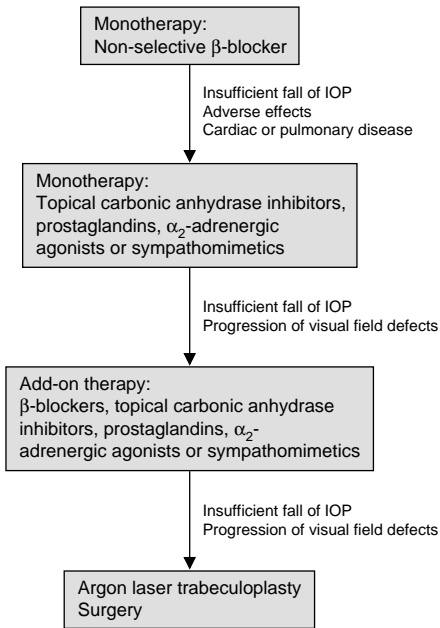 Monotherapy:
Non-selective β-blocker
Insufficient fall of IOP
Adverse effects
Cardiac or pulmonary disease
Monotherapy:
Topical carbonic anhydrase inhibitors,
prostaglandins, α₂-adrenergic
agonists or sympathomimetics
Insufficient fall of IOP
Progression of visual field defects
Add-on therapy:
β-blockers, topical carbonic anhydrase
inhibitors, prostaglandins, α₂-
adrenergic agonists or sympathomimetics
Insufficient fall of IOP
Progression of visual field defects
Argon laser trabeculoplasty
Surgery